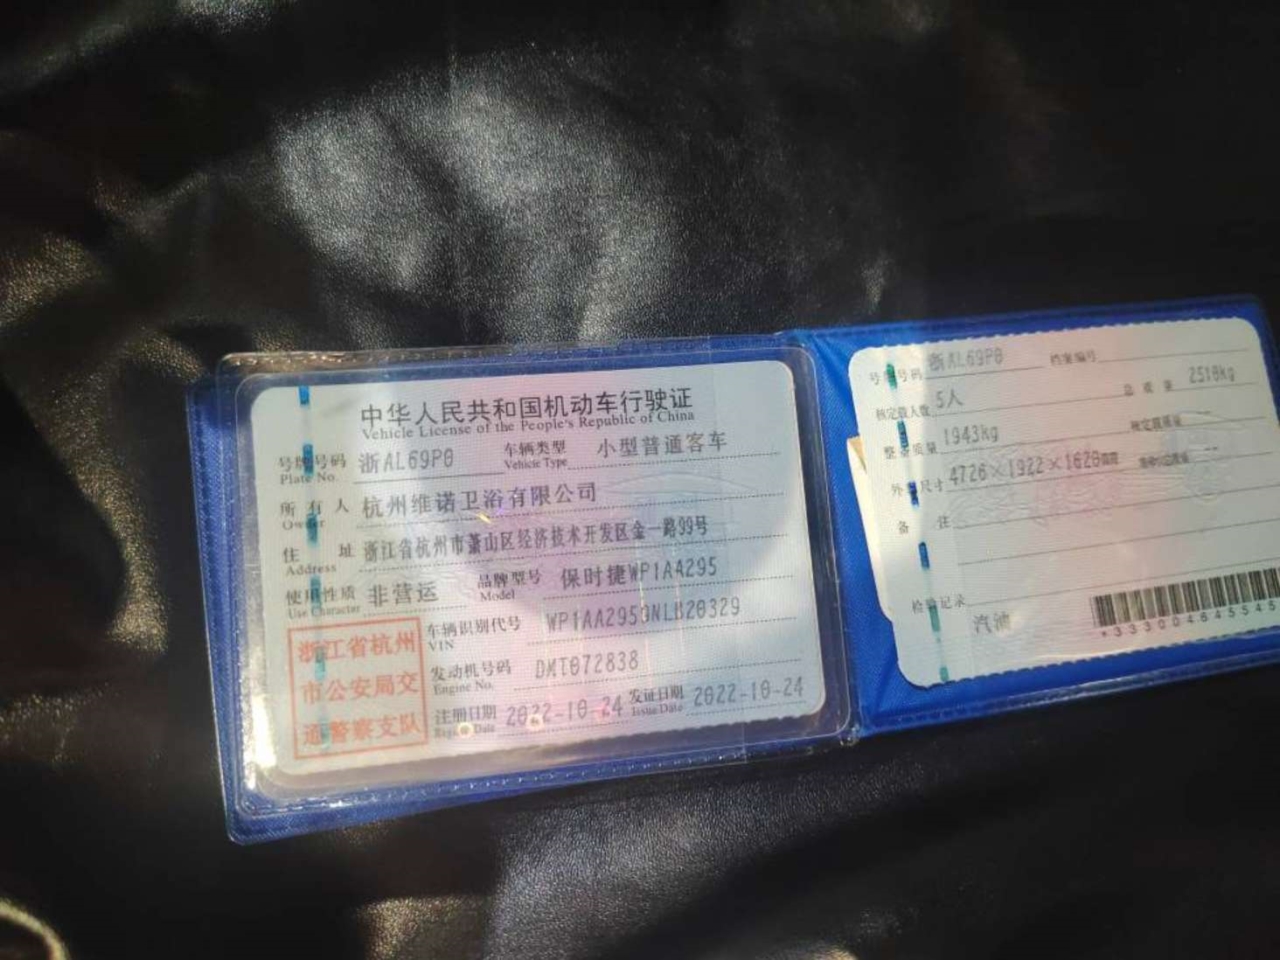 中华人民共和国机动车行驶证
Vehicle License of the People's Republic of China
号牌号码 浙AL69P0 车辆类型 小型普通客车
Plate No. Vehicle Type
所有人 杭州维诺卫浴有限公司
Owner
住址 浙江省杭州市萧山区经济技术开发区金一路99号
Address
使用性质 非营运 品牌型号 保时捷WP1AA295
Use Character Model
浙江省杭州
市公安局交
通警察支队
车辆识别代号
VIN
发动机号码 DMT072838
Engine No.
注册日期 2022-10-24 发证日期 2022-10-24
Register Date Issue Date
号牌号码 浙AL69P0 档案编号
核定载人数 5人 总质量 2510kg
整备质量 1943kg 核定载质量 --
外廓尺寸 4726×1922×1620mm
备注
检验记录
汽油